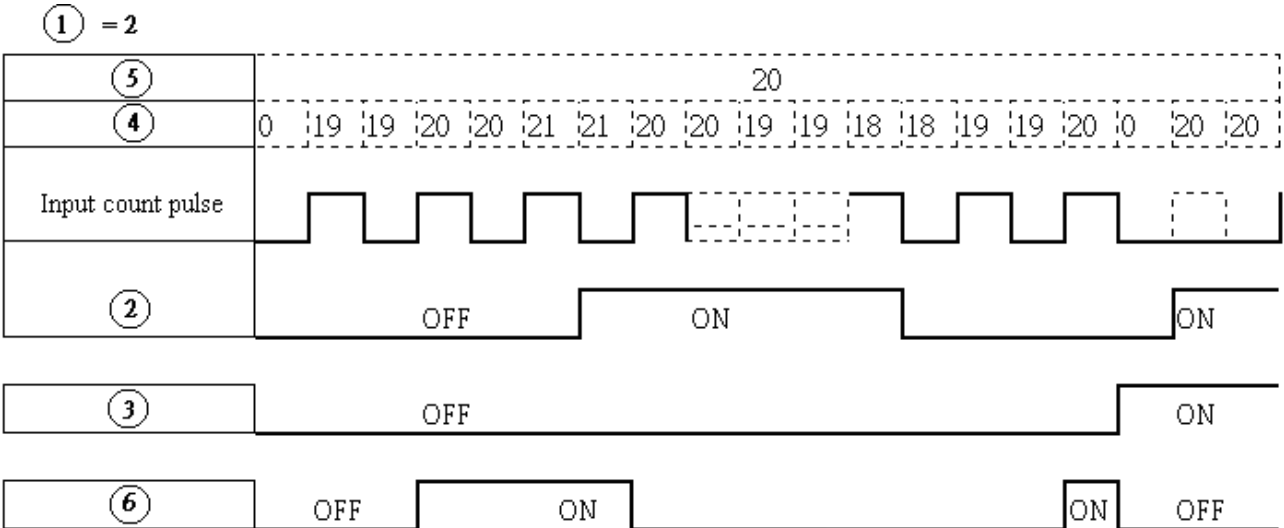 ① = 2
⑤ 20
④ 0 19 19 20 20 21 21 20 20 19 19 18 18 19 19 20 0 20 20
Input count pulse
② OFF ON ON
③ OFF ON
⑥ OFF ON ON OFF